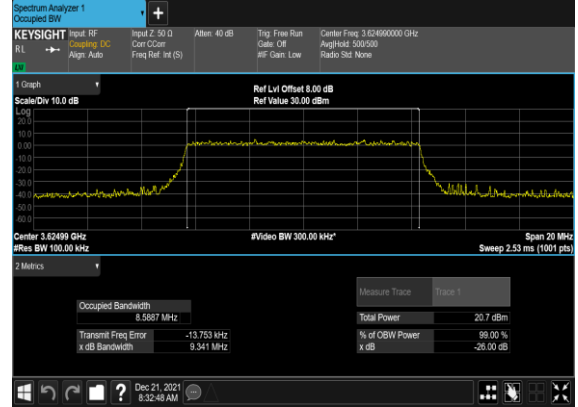 Spectrum Analyzer 1
Occupied BW
KEYSIGHT
RL
LXI
Input: RF
Coupling: DC
Align: Auto
Input Z: 50 Ω
Corr CCorr
Freq Ref: Int (S)
Atten: 40 dB
Trig: Free Run
Gate: Off
#IF Gain: Low
Center Freq: 3.624990000 GHz
Avg|Hold: 500/500
Radio Std: None
1 Graph
Scale/Div 10.0 dB
Ref Lvl Offset 8.00 dB
Ref Value 30.00 dBm
Log
20.0
10.0
0.00
-10.0
-20.0
-30.0
-40.0
-50.0
-60.0
Center 3.62499 GHz
#Video BW 300.00 kHz*
Span 20 MHz
#Res BW 100.00 kHz
Sweep 2.53 ms (1001 pts)
2 Metrics
Measure Trace
Trace 1
Occupied Bandwidth
8.5887 MHz
Total Power
20.7 dBm
Transmit Freq Error
-13.753 kHz
% of OBW Power
99.00 %
x dB Bandwidth
9.341 MHz
x dB
-26.00 dB
Dec 21, 2021
8:32:48 AM